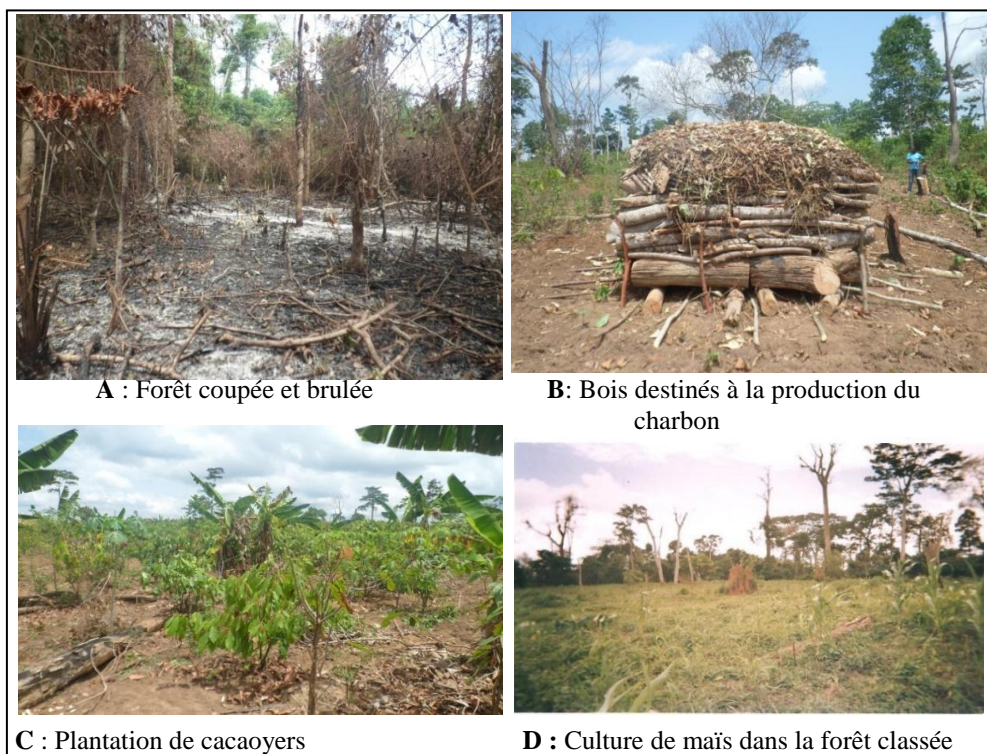 A : Forêt coupée et brulée
B: Bois destinés à la production du
charbon
C : Plantation de cacaoyers
D : Culture de maïs dans la forêt classée